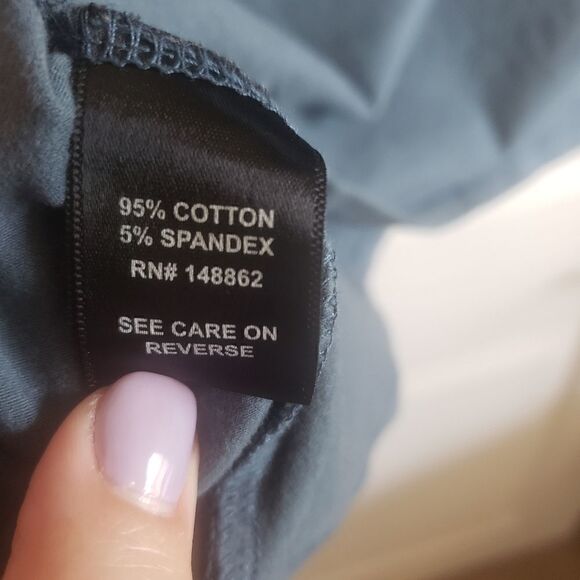 95% COTTON
5% SPANDEX
RN# 148862
SEE CARE ON
REVERSE